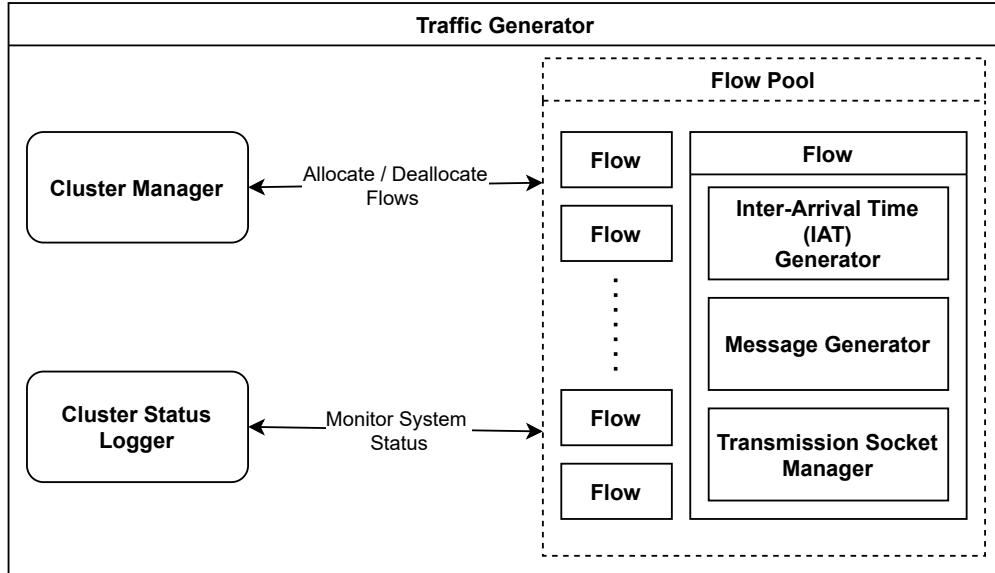 Traffic Generator
Flow Pool
Cluster Manager
Allocate / Deallocate
Flows
Flow
Flow
Flow
Flow
Flow
Inter-Arrival Time
(IAT)
Generator
Message Generator
Transmission Socket
Manager
Cluster Status
Logger
Monitor System
Status